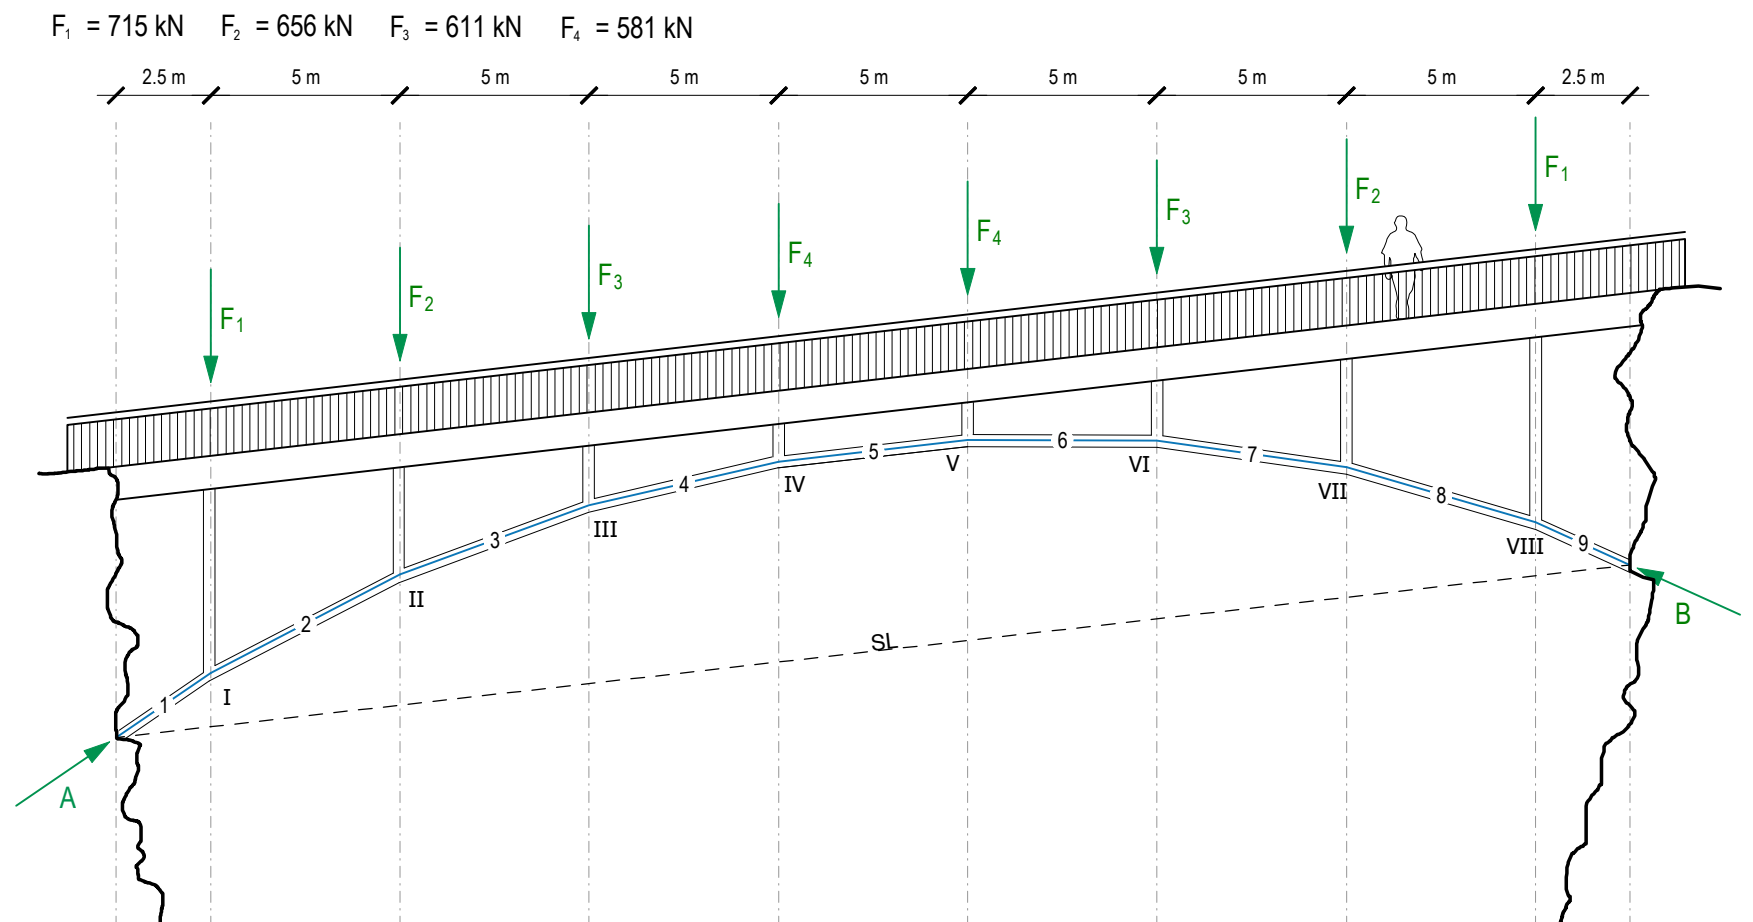 F₁ = 715 kN F₂ = 656 kN F₃ = 611 kN F₄ = 581 kN
2.5 m 5 m 5 m 5 m 5 m 5 m 5 m 5 m 2.5 m
F₁
F₂
F₃
F₄
F₄
F₃
F₂
F₁
1
2
3
4
5
6
7
8
9
I
II
III
IV
V
VI
VII
VIII
SL
A
B